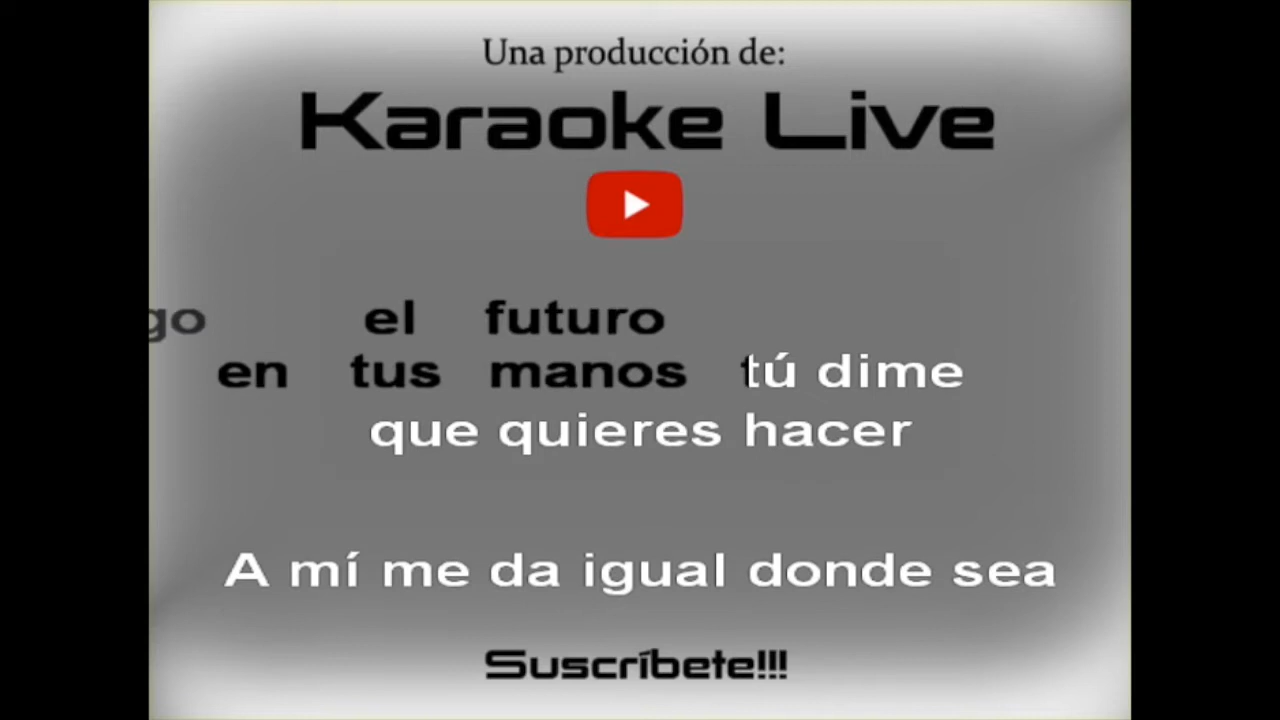 Una producción de:
Karaoke Live
go el futuro
en tus manos tú dime
que quieres hacer
A mí me da igual donde sea
Suscríbete!!!